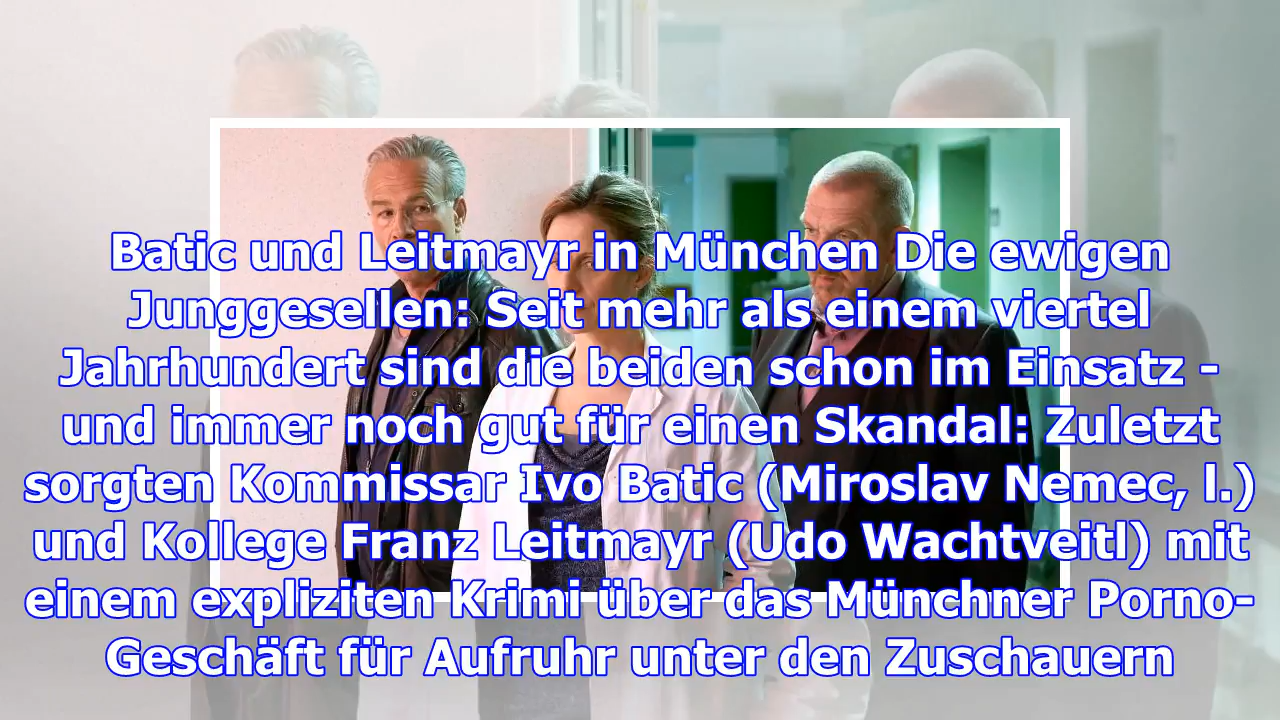 Batic und Leitmayr in München Die ewigen
Junggesellen: Seit mehr als einem viertel
Jahrhundert sind die beiden schon im Einsatz -
und immer noch gut für einen Skandal: Zuletzt
sorgten Kommissar Ivo Batic (Miroslav Nemec, l.)
und Kollege Franz Leitmayr (Udo Wachtveitl) mit
einem expliziten Krimi über das Münchner Porno-
Geschäft für Aufruhr unter den Zuschauern